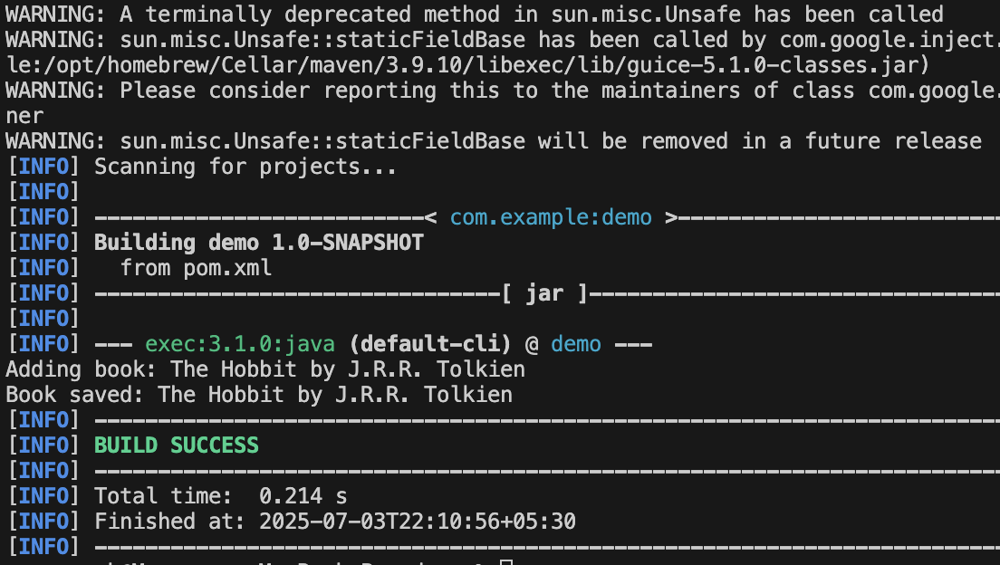 WARNING: A terminally deprecated method in sun.misc.Unsafe has been called
WARNING: sun.misc.Unsafe::staticFieldBase has been called by com.google.inject.
le:/opt/homebrew/Cellar/maven/3.9.10/libexec/lib/guice-5.1.0-classes.jar)
WARNING: Please consider reporting this to the maintainers of class com.google.
ner
WARNING: sun.misc.Unsafe::staticFieldBase will be removed in a future release
[INFO] Scanning for projects...
[INFO]
[INFO] --------------------------< com.example:demo >--------------------------
[INFO] Building demo 1.0-SNAPSHOT
[INFO]   from pom.xml
[INFO] --------------------------------[ jar ]---------------------------------
[INFO]
[INFO] --- exec:3.1.0:java (default-cli) @ demo ---
Adding book: The Hobbit by J.R.R. Tolkien
Book saved: The Hobbit by J.R.R. Tolkien
[INFO] ------------------------------------------------------------------------
[INFO] BUILD SUCCESS
[INFO] ------------------------------------------------------------------------
[INFO] Total time:  0.214 s
[INFO] Finished at: 2025-07-03T22:10:56+05:30
[INFO] ------------------------------------------------------------------------